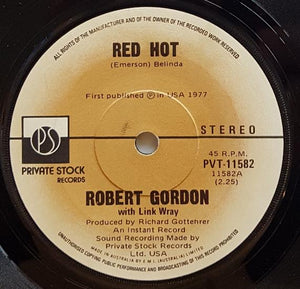 ALL RIGHTS OF THE MANUFACTURER AND OF THE OWNER OF THE RECORDED WORK RESERVED
RED HOT
(Emerson) Belinda
First published Ⓟ in USA 1977
STEREO
PS
PRIVATE STOCK
RECORDS
45 R.P.M.
PVT-11582
11582A
(2.25)
ROBERT GORDON
with Link Wray
Produced by Richard Gottehrer
An Instant Record
Sound Recording Made by
Private Stock Records
Ltd. USA
MADE IN AUSTRALIA BY E.M.I. (AUSTRALIA) LIMITED
UNAUTHORISED COPYING PUBLIC PERFORMANCE AND BROADCASTING OF THIS RECORD PROHIBITED